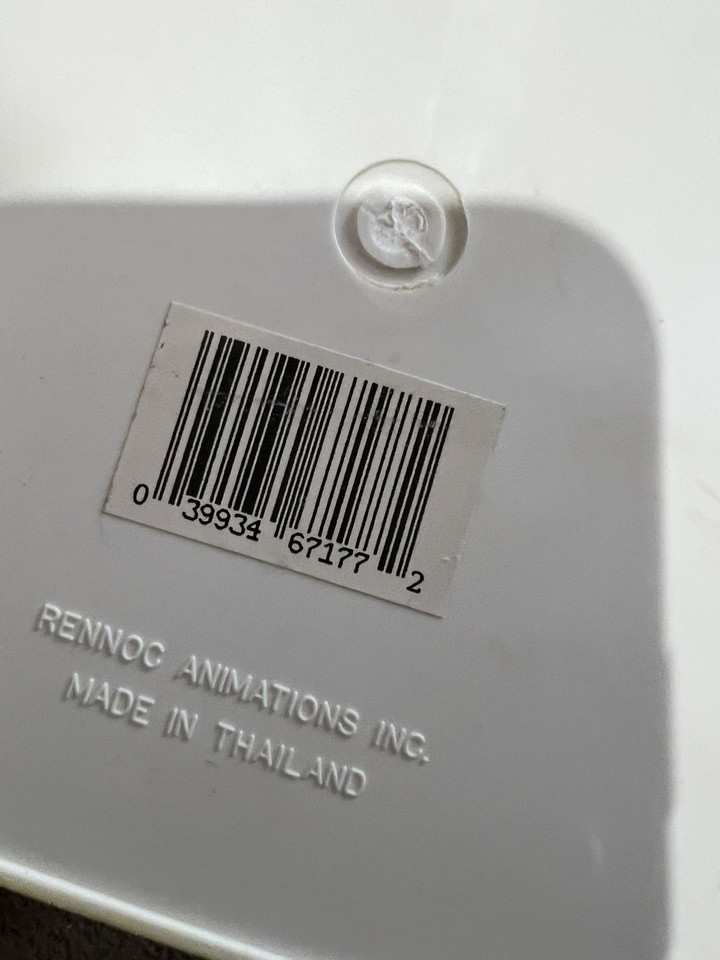 0 39934 67177 2
RENNOC ANIMATIONS INC.
MADE IN THAILAND